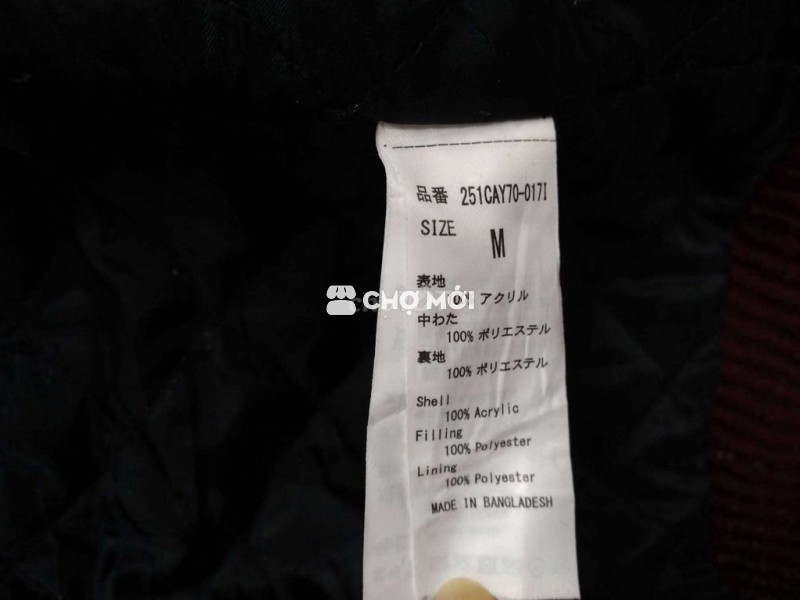 品番 251CAY70-017I
SIZE M
表地
100% アクリル
CHỢ MỚI
中わた
100% ポリエステル
裏地
100% ポリエステル
Shell
100% Acrylic
Filling
100% Polyester
Lining
100% Polyester
MADE IN BANGLADESH